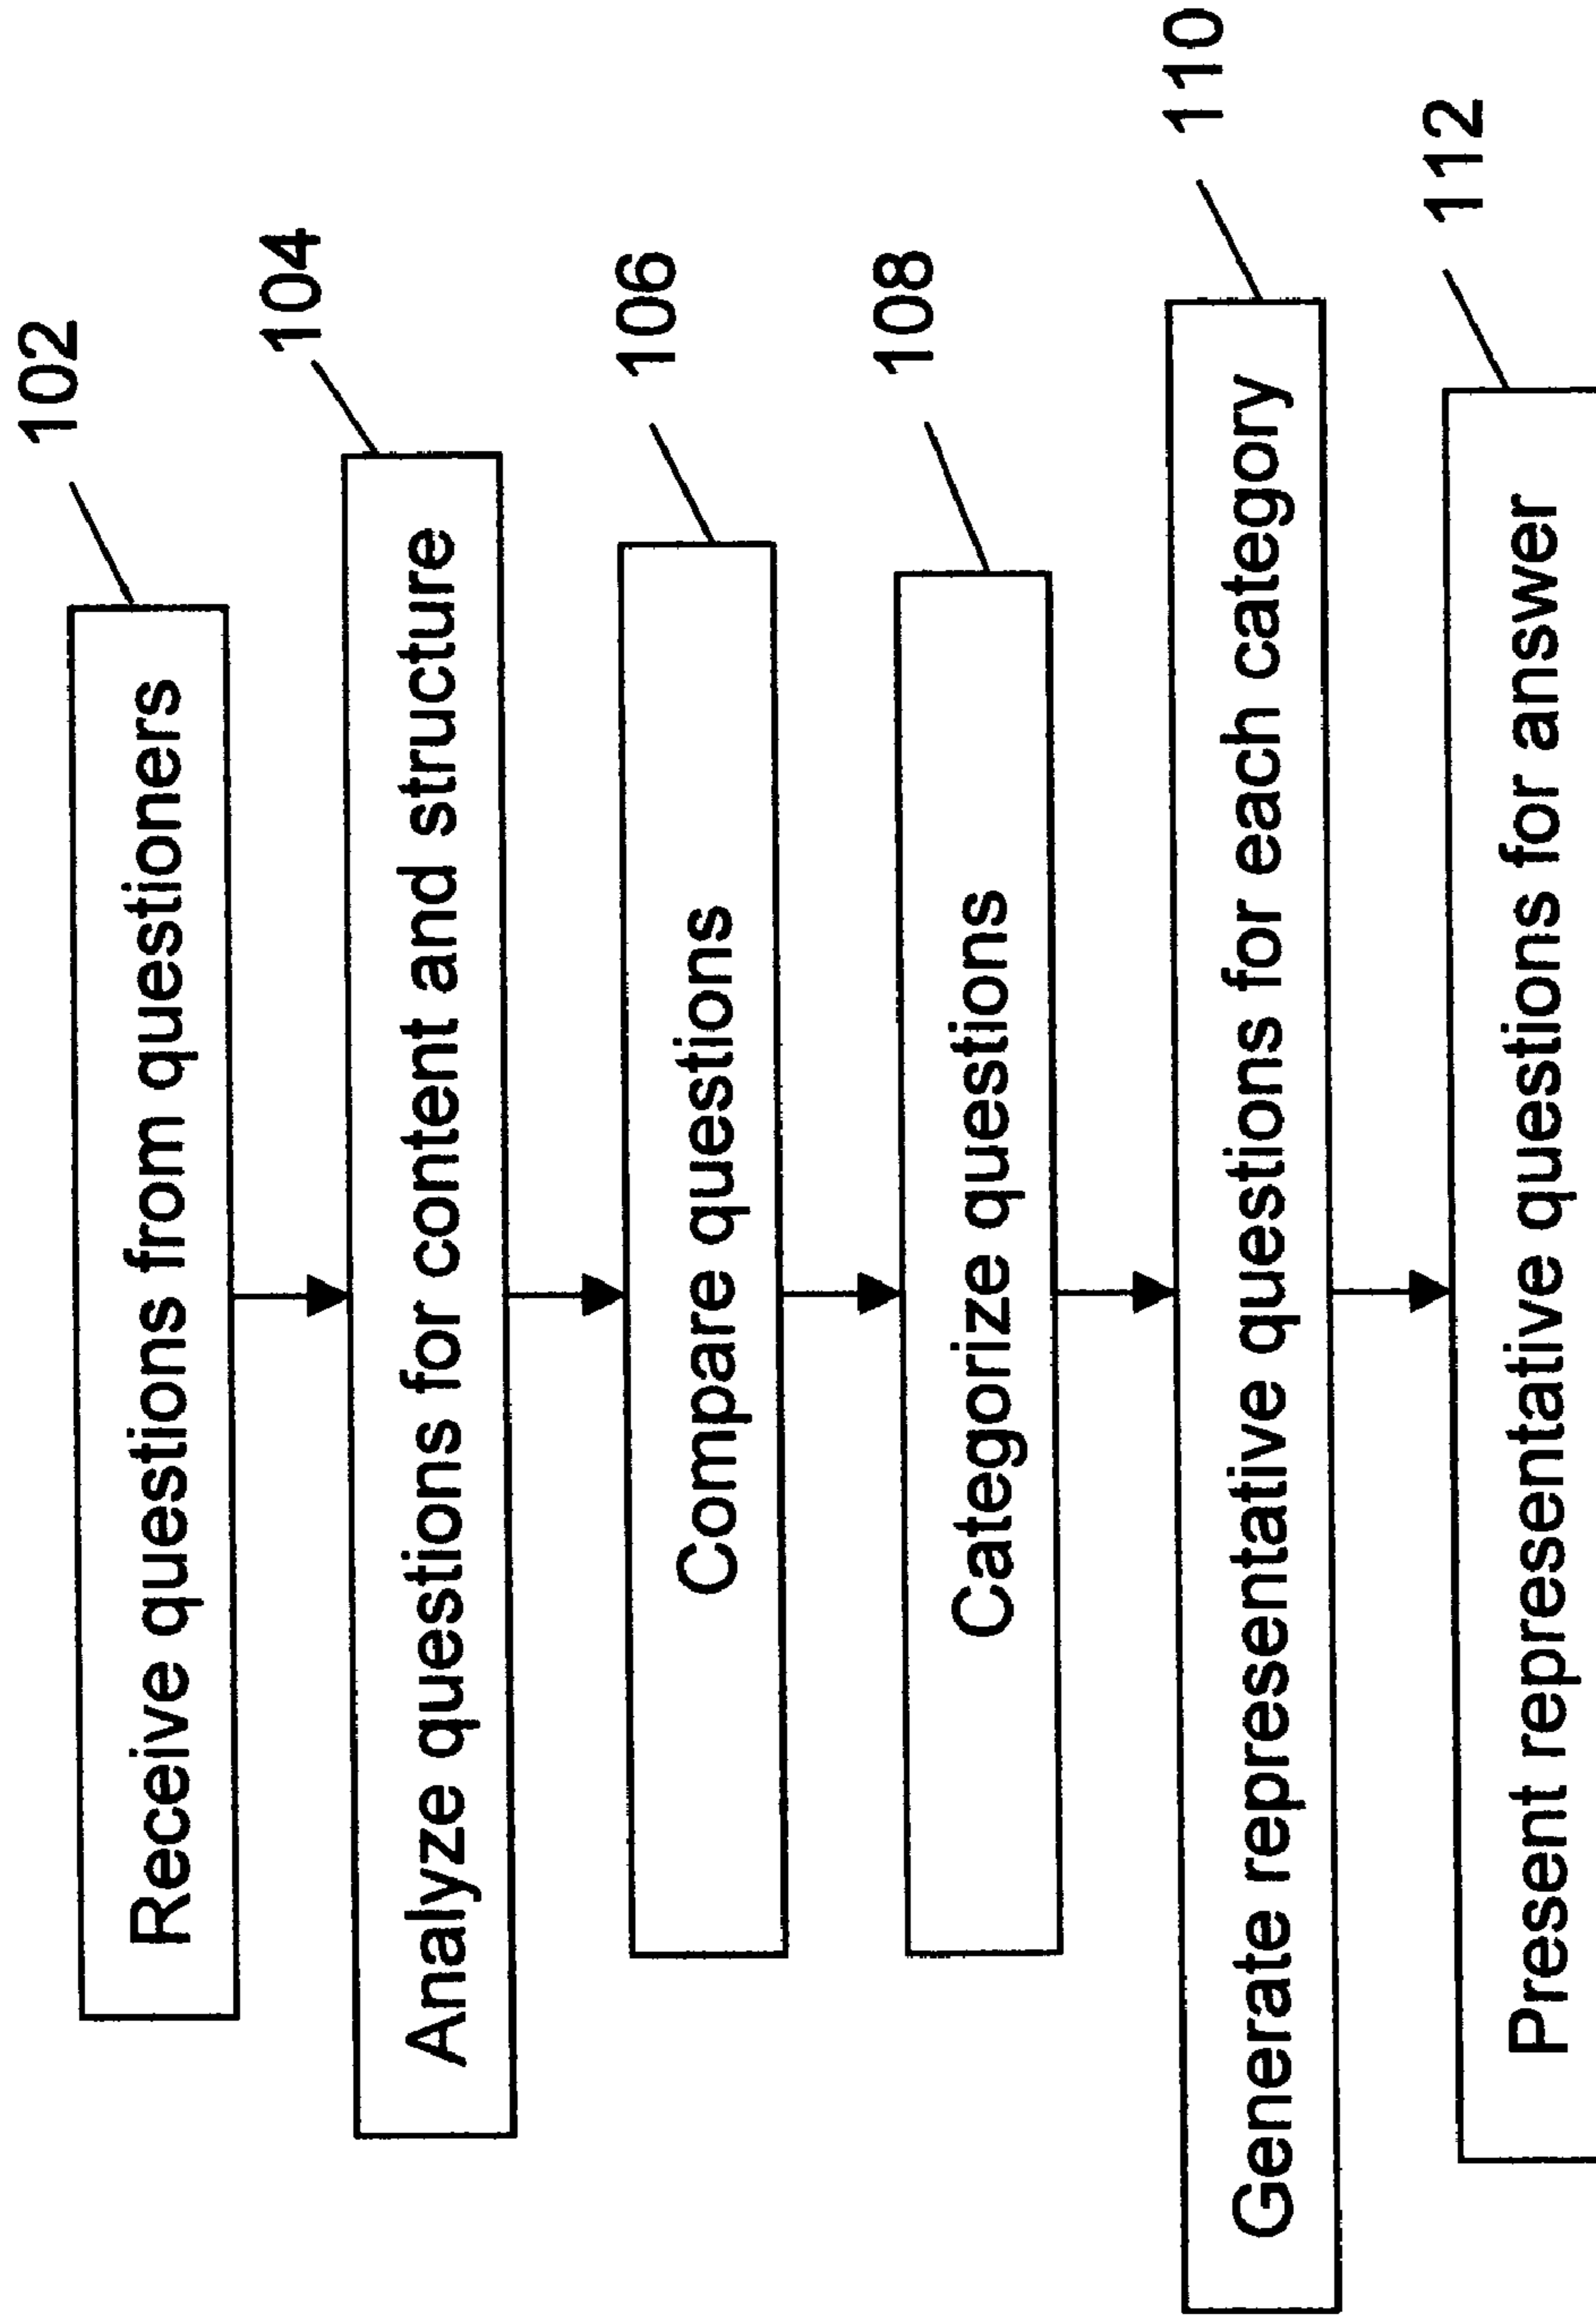 102
Receive questions from questioners
104
Analyze questions for content and structure
106
Compare questions
108
Categorize questions
110
Generate representative questions for each category
112
Present representative questions for answer